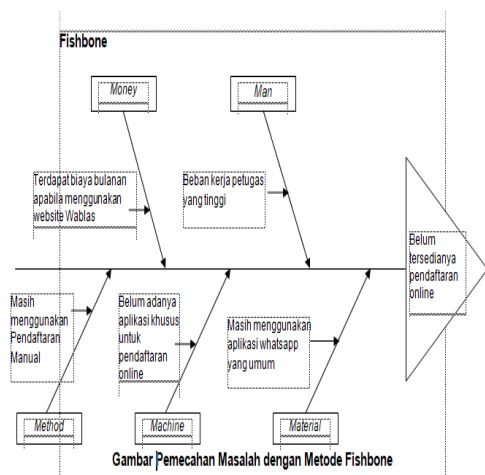 Fishbone
Money
Man
Terdapat biaya bulanan
apabila menggunakan
website Wablas
Beban kerja petugas
yang tinggi
Belum
tersedianya
pendaftaran
online
Masih
menggunakan
Pendaftaran
Manual
Belum adanya
aplikasi khusus
untuk
pendaftaran
online
Masih menggunakan
aplikasi whatsapp
yang umum
Method
Machine
Material
Gambar Pemecahan Masalah dengan Metode Fishbone